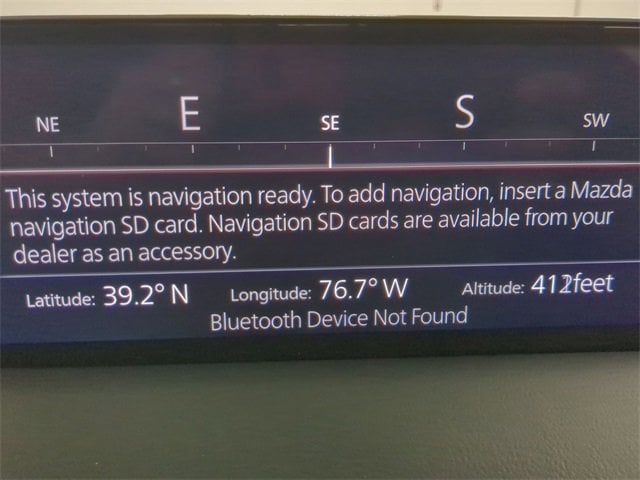 NE E SE S SW
This system is navigation ready. To add navigation, insert a Mazda
navigation SD card. Navigation SD cards are available from your
dealer as an accessory.
Latitude: 39.2° N Longitude: 76.7° W Altitude: 412feet
Bluetooth Device Not Found